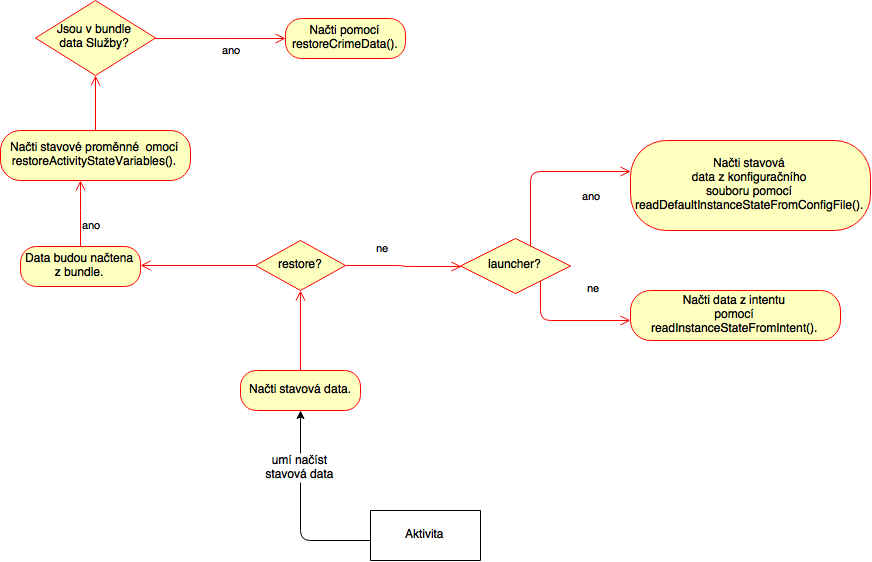 Jsou v bundle
data Služby?
ano
Načti pomocí
restoreCrimeData().
Načti stavové proměnné  omocí
restoreActivityStateVariables().
ano
Data budou načtena
z bundle.
restore?
ne
launcher?
ano
Načti stavová
data z konfiguračního
souboru pomocí
readDefaultInstanceStateFromConfigFile().
ne
Načti data z intentu
pomocí
readInstanceStateFromIntent().
Načti stavová data.
umí načíst
stavová data
Aktivita